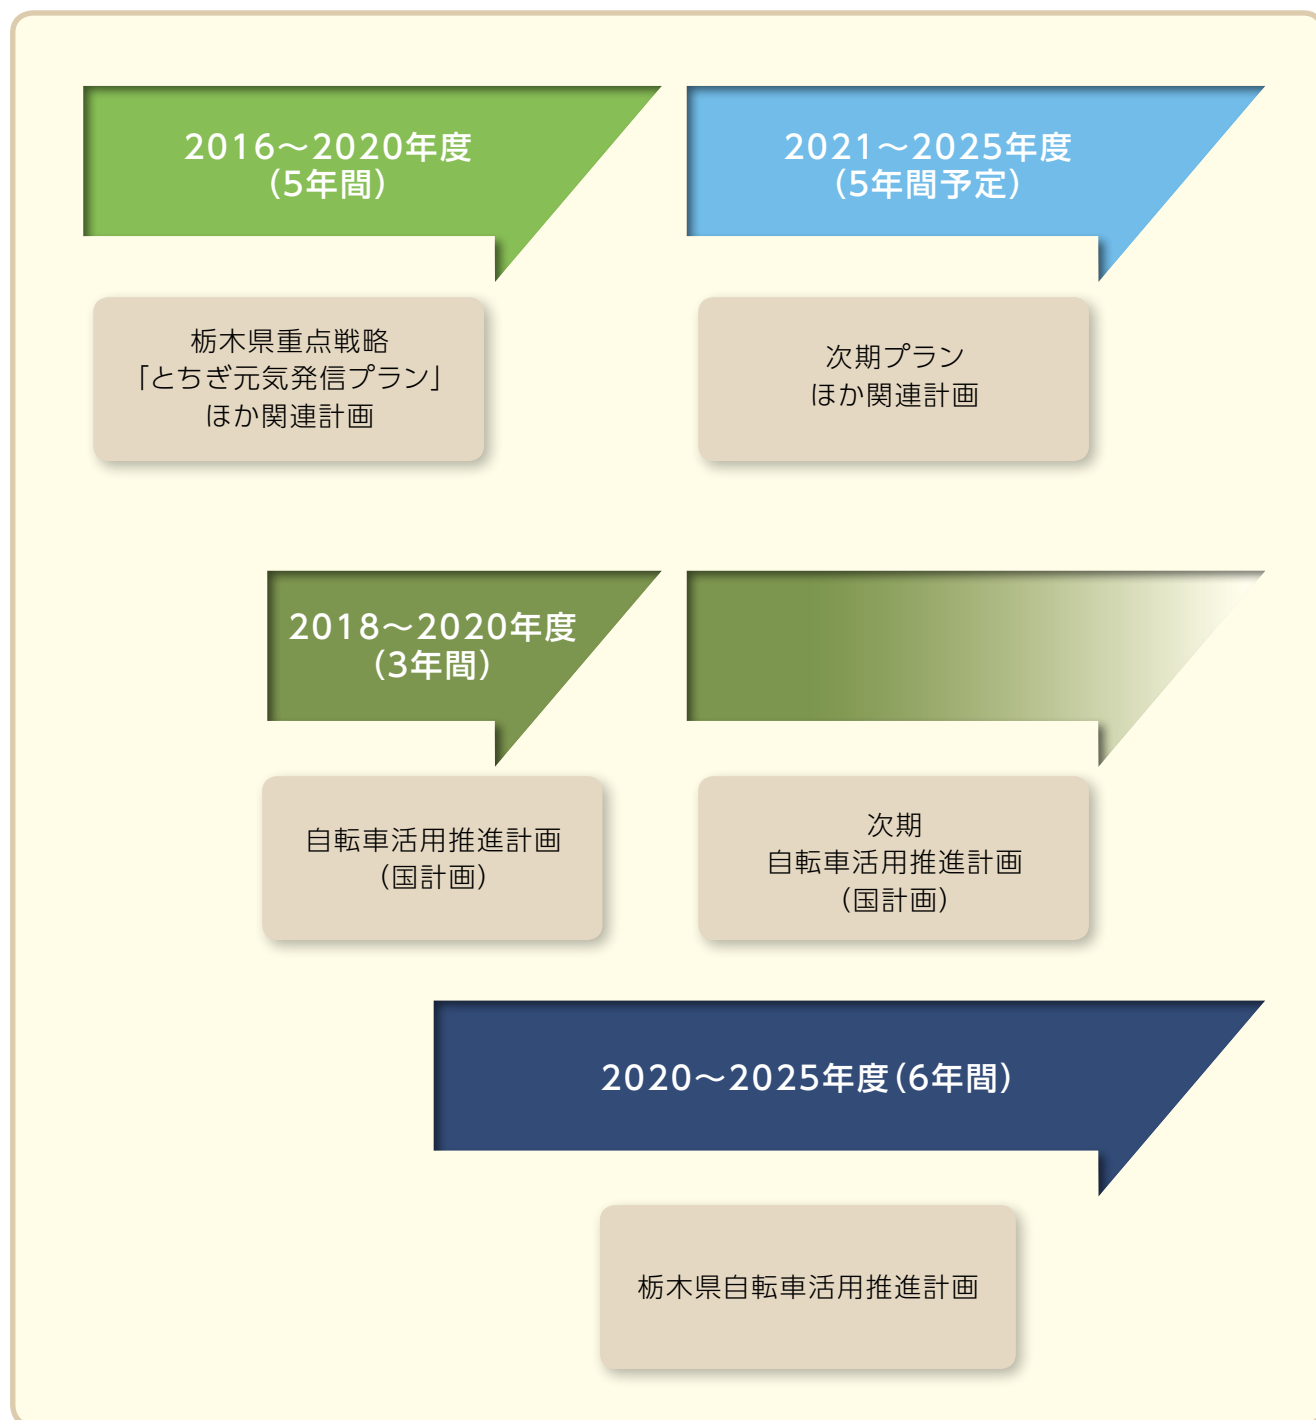 2016～2020年度
（5年間）
2021～2025年度
（5年間予定）
栃木県重点戦略
「とちぎ元気発信プラン」
ほか関連計画
次期プラン
ほか関連計画
2018～2020年度
（3年間）
自転車活用推進計画
（国計画）
次期
自転車活用推進計画
（国計画）
2020～2025年度（6年間）
栃木県自転車活用推進計画